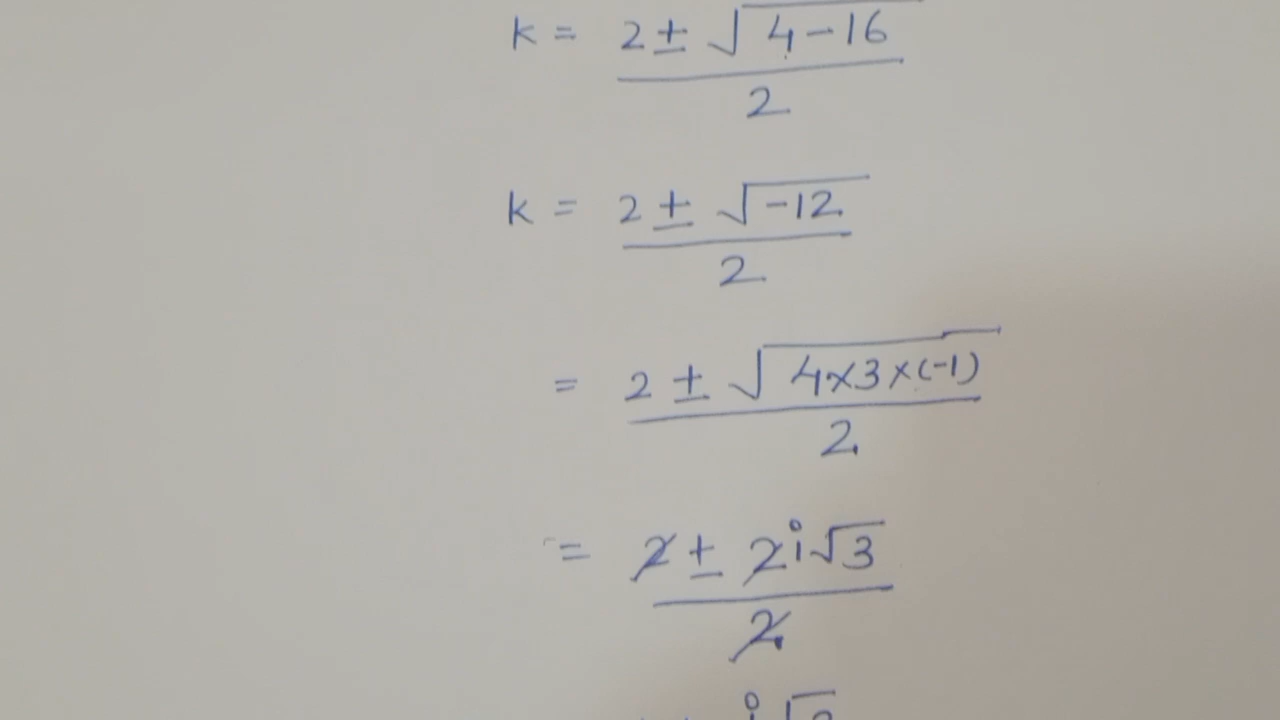 k = 2 ± √4-16 / 2
k = 2 ± √-12 / 2
= 2 ± √4×3×(-1) / 2
= 2 ± 2i√3 / 2
i√